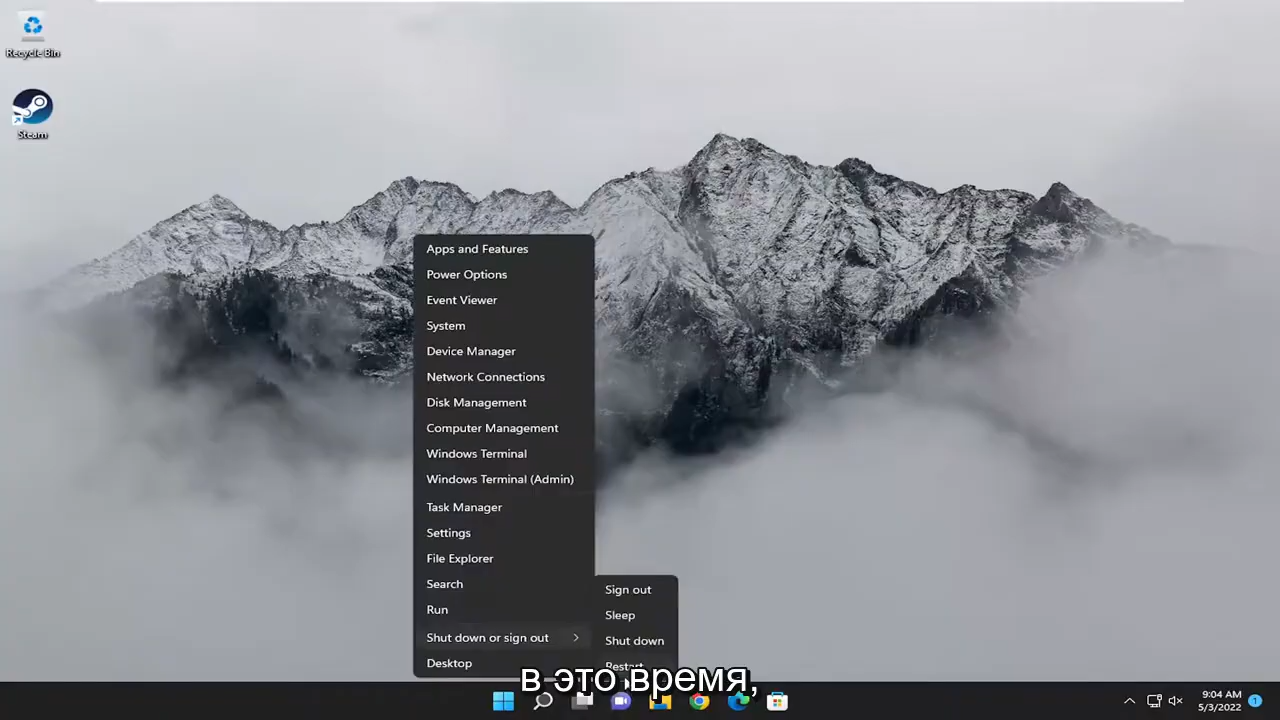 Recycle Bin
Steam
Apps and Features
Power Options
Event Viewer
System
Device Manager
Network Connections
Disk Management
Computer Management
Windows Terminal
Windows Terminal (Admin)
Task Manager
Settings
File Explorer
Search
Run
Shut down or sign out
Desktop
Sign out
Sleep
Shut down
Restart
в это время,
9:04 AM
5/3/2022
1